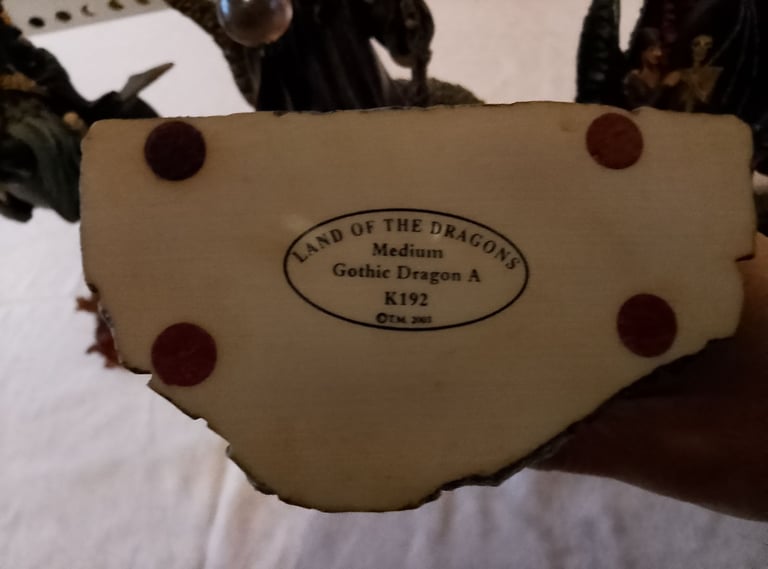 LAND OF THE DRAGONS
Medium
Gothic Dragon A
K192
©T.M. 2003